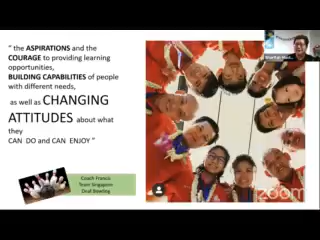 " the ASPIRATIONS and the
COURAGE to providing learning
opportunities,
BUILDING CAPABILITIES of people
with different needs,
as well as CHANGING
ATTITUDES about what
they
CAN DO and CAN ENJOY "
Coach Francis
Team Singapore
Deaf Bowling
zoom